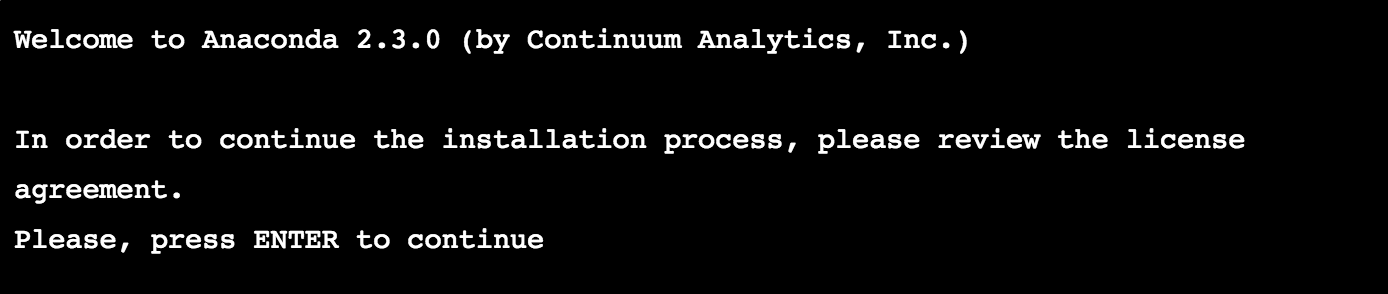 Welcome to Anaconda 2.3.0 (by Continuum Analytics, Inc.)
In order to continue the installation process, please review the license
agreement.
Please, press ENTER to continue